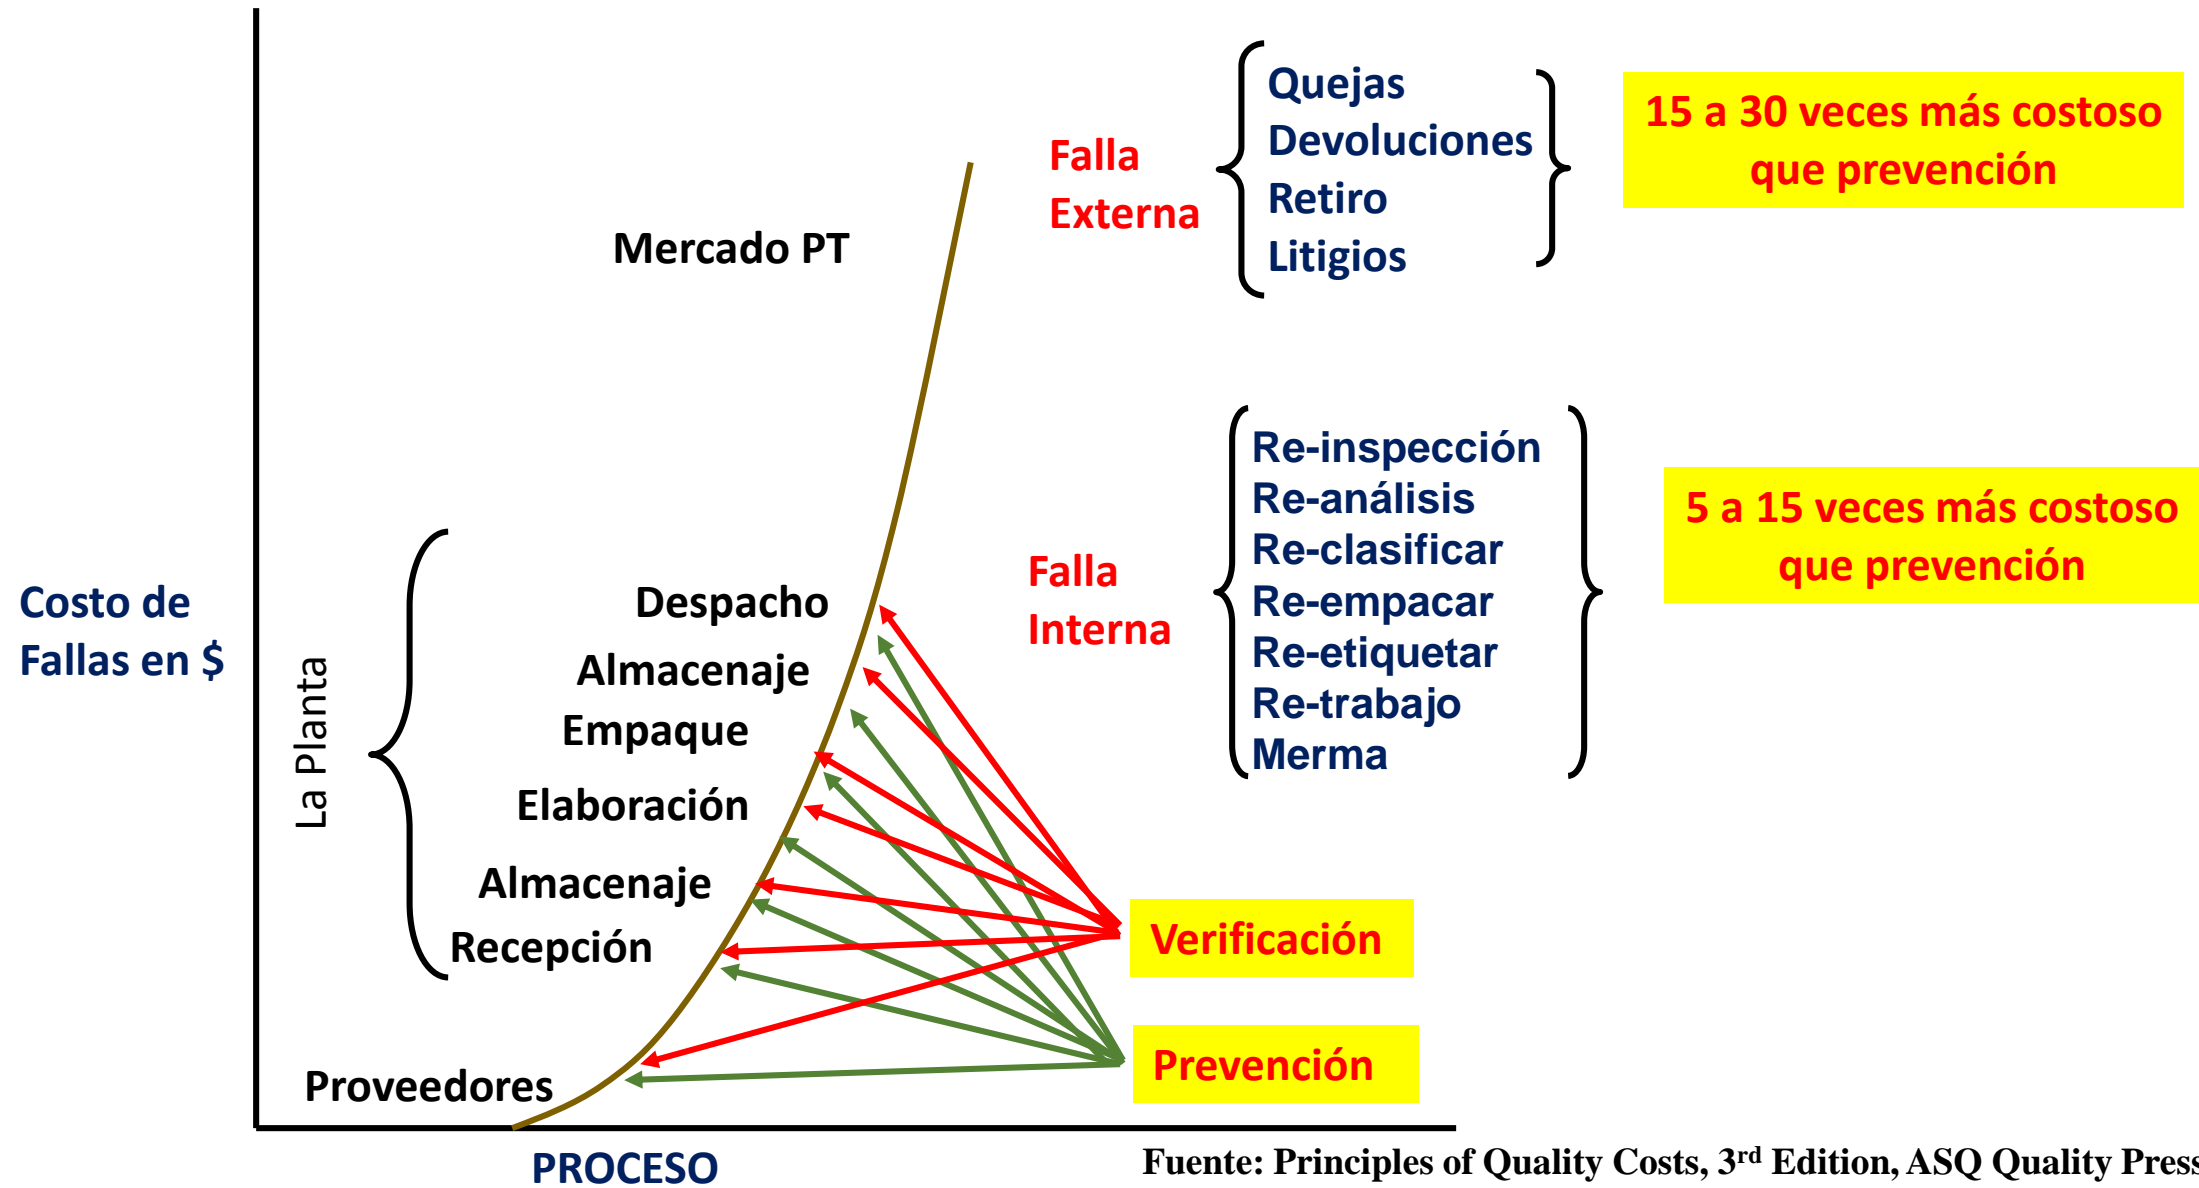 Costo de
Fallas en $
La Planta
Mercado PT
Despacho
Almacenaje
Empaque
Elaboración
Almacenaje
Recepción
Proveedores
PROCESO
Falla
Externa
Quejas
Devoluciones
Retiro
Litigios
15 a 30 veces más costoso
que prevención
Falla
Interna
Re-inspección
Re-análisis
Re-clasificar
Re-empacar
Re-etiquetar
Re-trabajo
Merma
5 a 15 veces más costoso
que prevención
Verificación
Prevención
Fuente: Principles of Quality Costs, 3rd Edition, ASQ Quality Press